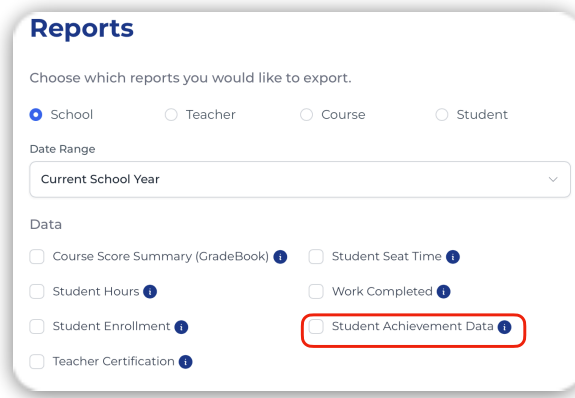 Reports
Choose which reports you would like to export.
School Teacher Course Student
Date Range
Current School Year
Data
Course Score Summary (GradeBook) i Student Seat Time i
Student Hours i Work Completed i
Student Enrollment i Student Achievement Data i
Teacher Certification i